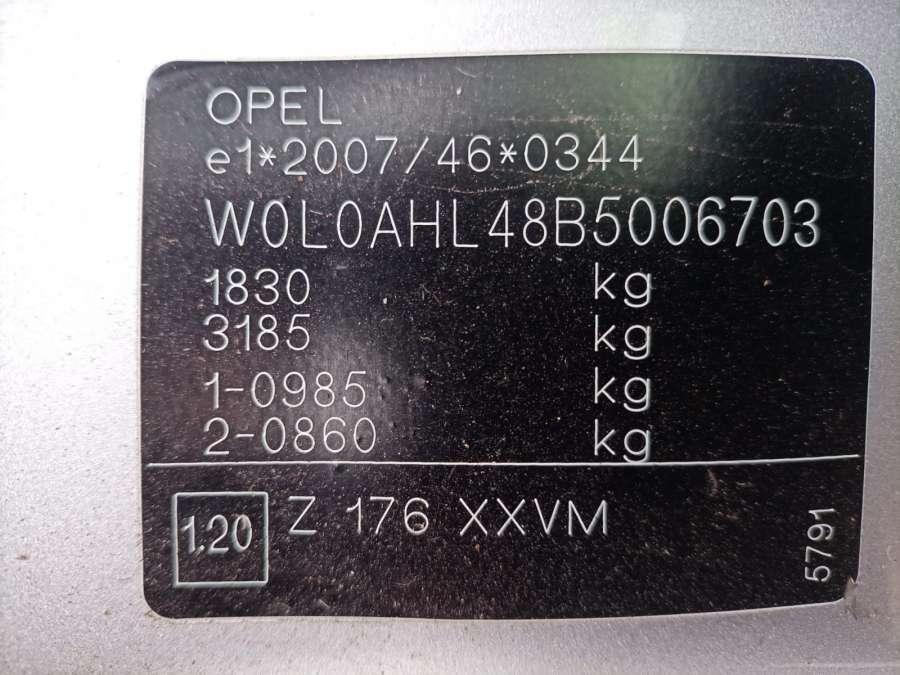 OPEL
e1*2007/46*0344
W0L0AHL48B5006703
1830 kg
3185 kg
1-0985 kg
2-0860 kg
1.20 Z 176 XXVM
5791